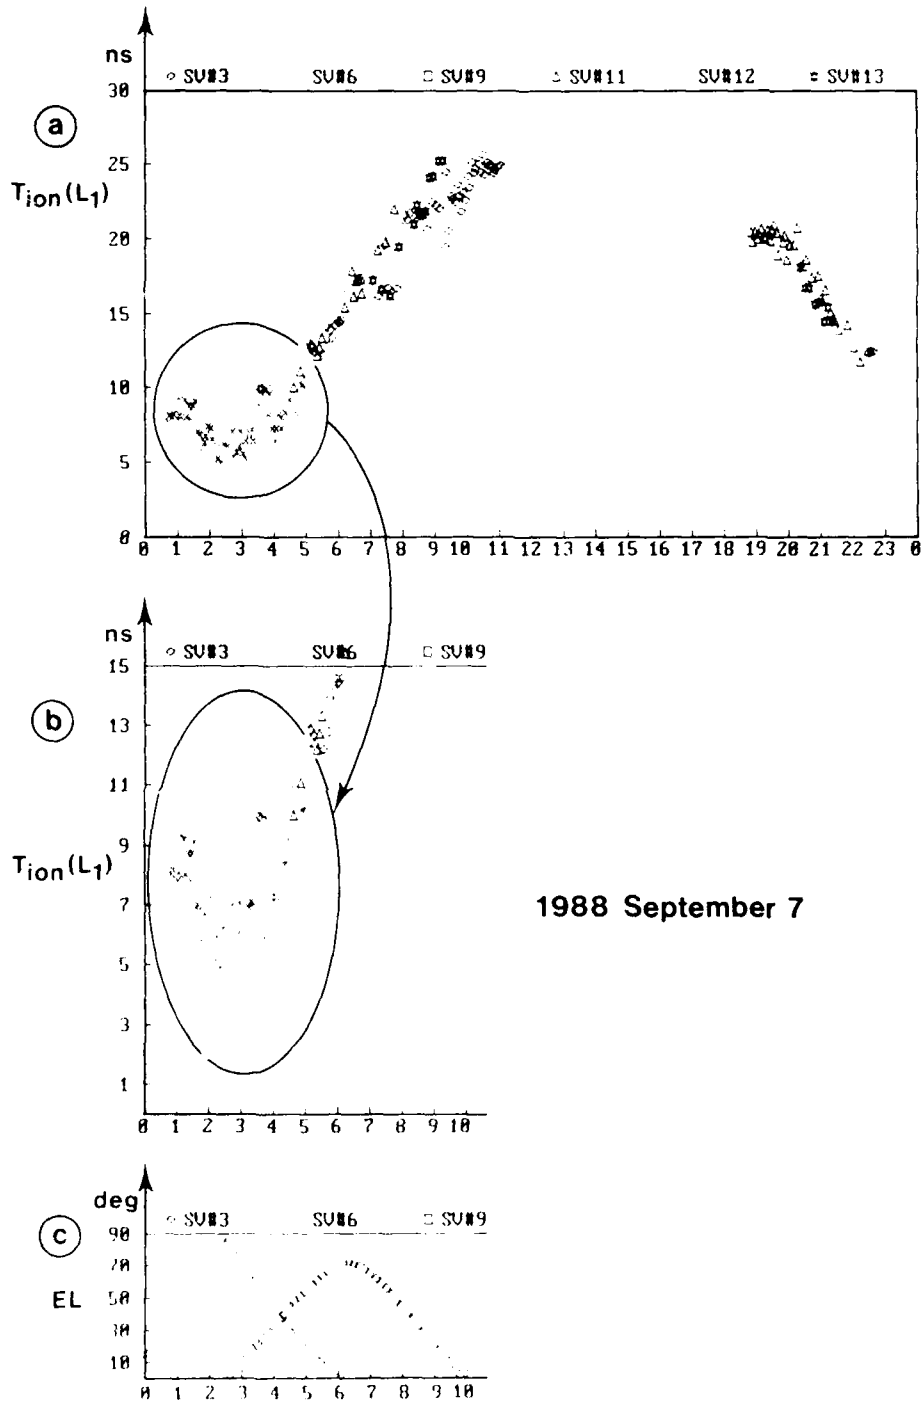 ns
SV#3 SV#6 SV#9 SV#11 SV#12 SV#13
30
a
25
Tion(L1)
20
15
10
5
0
0 1 2 3 4 5 6 7 8 9 10 11 12 13 14 15 16 17 18 19 20 21 22 23 0
ns
SV#3 SV#6 SV#9
15
b
13
11
9
Tion(L1)
7
1988 September 7
5
3
1
0 1 2 3 4 5 6 7 8 9 10
deg
SV#3 SV#6 SV#9
c
90
70
EL 50
30
10
0 1 2 3 4 5 6 7 8 9 10